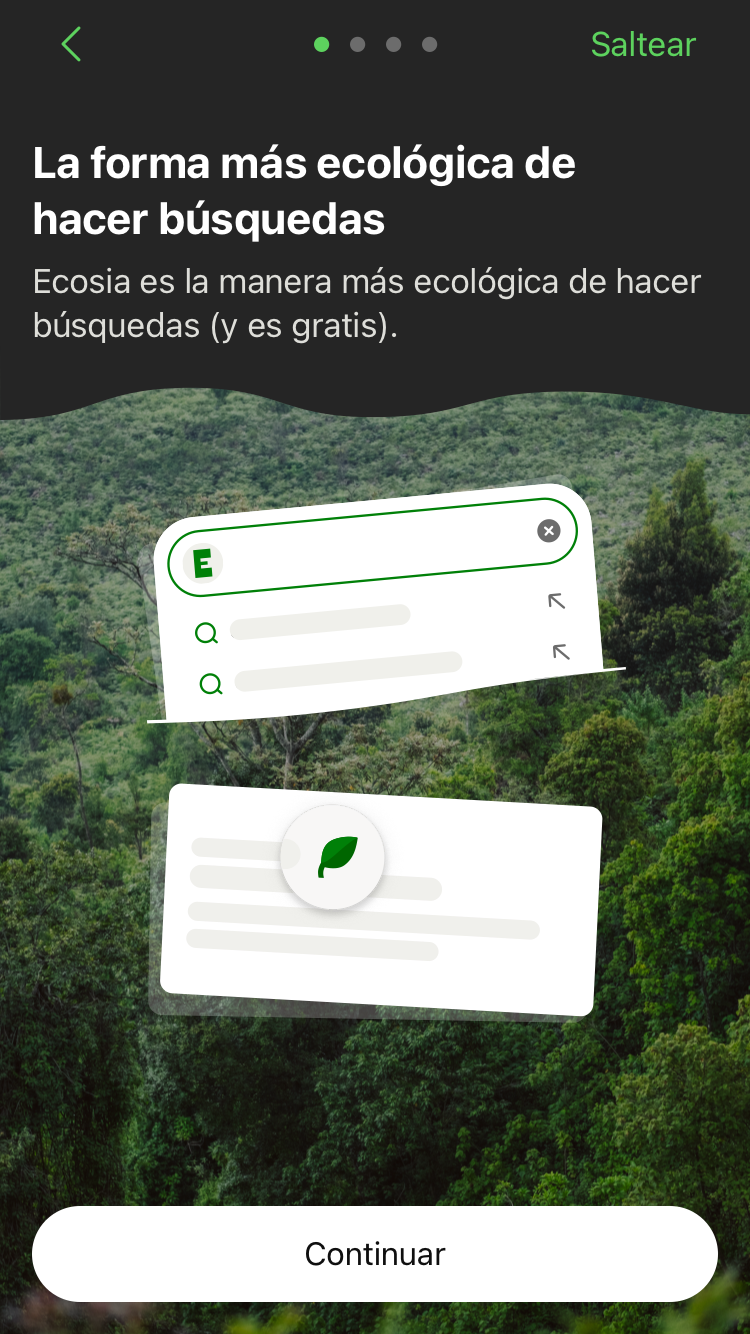 Saltear
La forma más ecológica de
hacer búsquedas
Ecosia es la manera más ecológica de hacer
búsquedas (y es gratis).
E
Continuar